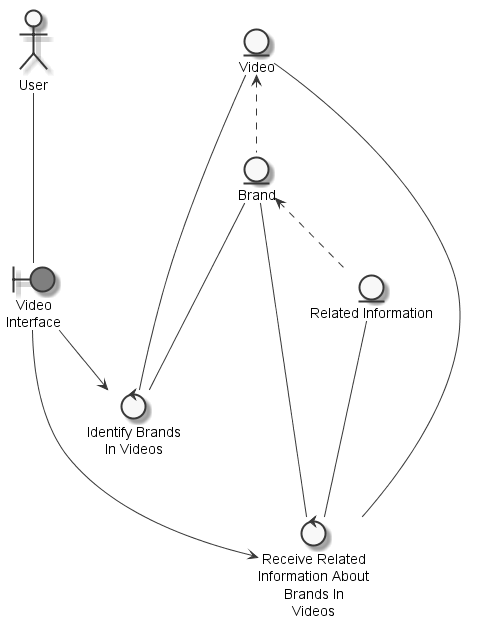 User
Video
Brand
Video
Interface
Related Information
Identify Brands
In Videos
Receive Related
Information About
Brands In
Videos